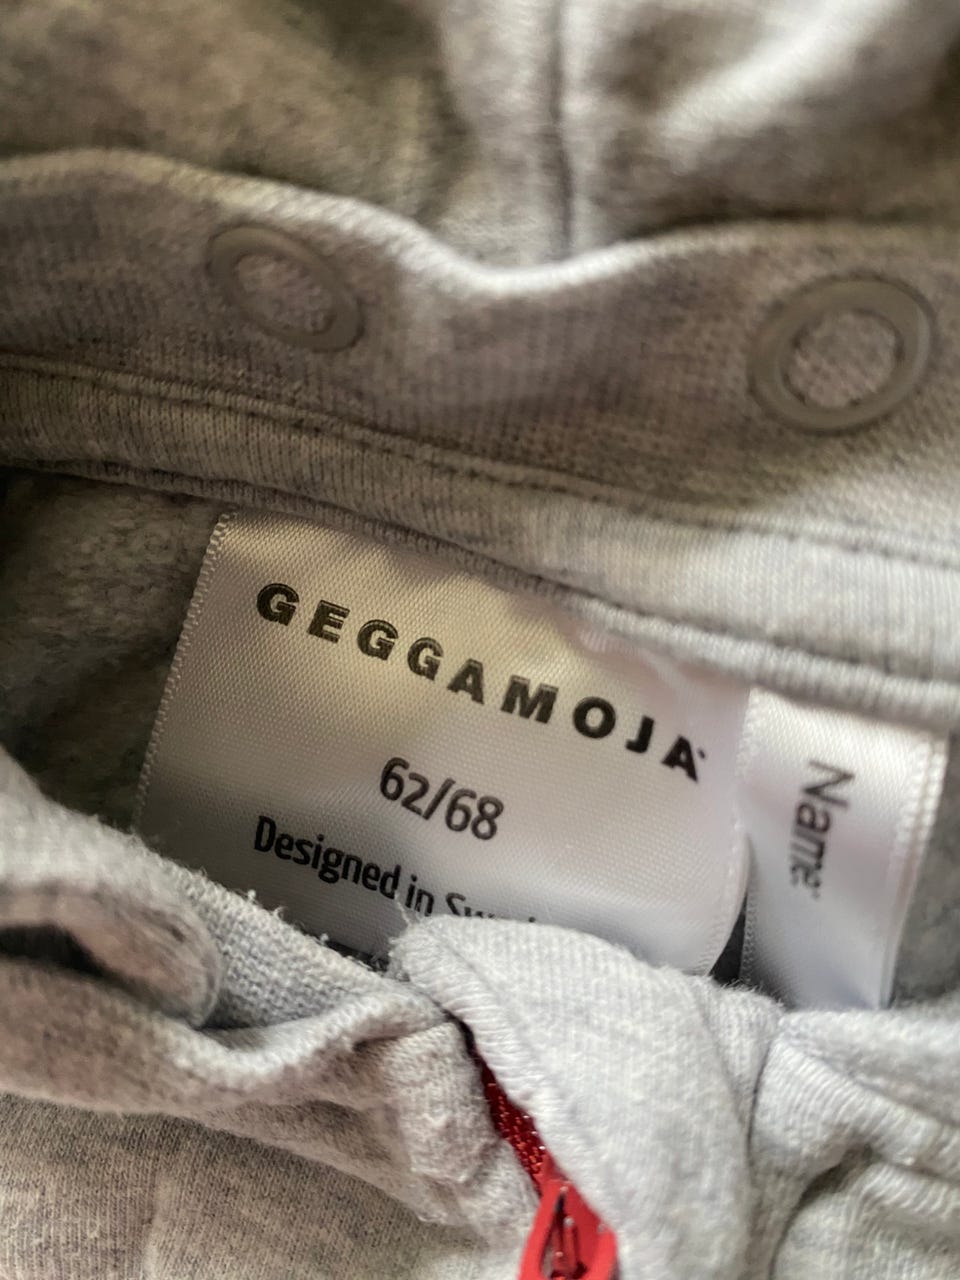 GEGGAMOJA
62/68
Designed in
Name